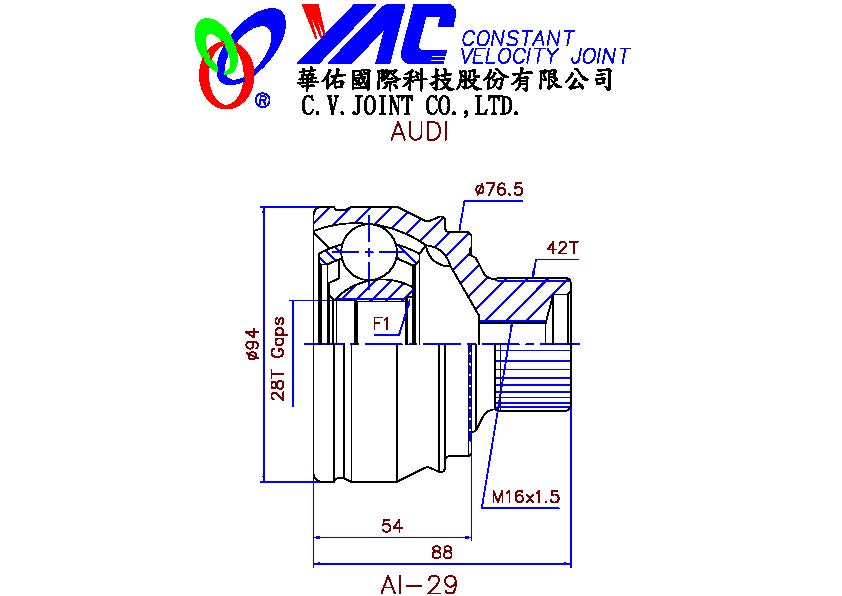 YAC CONSTANT
VELOCITY JOINT
®
華佑國際科技股份有限公司
C.V.JOINT CO.,LTD.
AUDI
ø76.5
42T
F1
ø94
28T Gaps
M16x1.5
54
88
AI-29